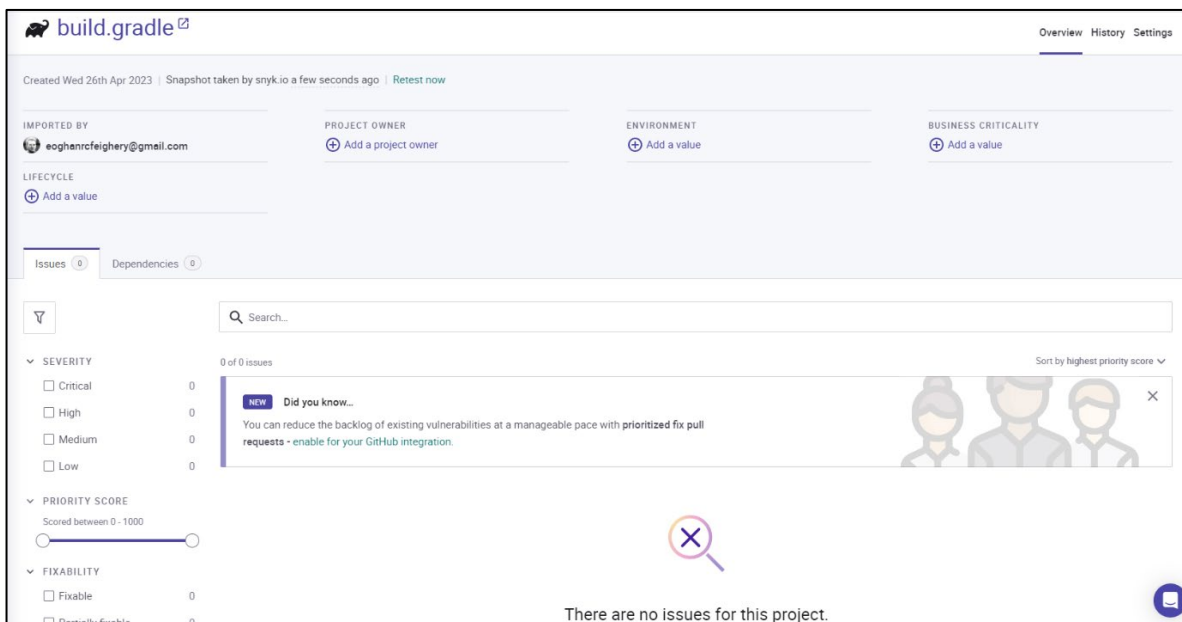 build.gradle
Overview History Settings
Created Wed 26th Apr 2023 | Snapshot taken by snyk.io a few seconds ago | Retest now
IMPORTED BY
eoghanrcfeighery@gmail.com
PROJECT OWNER
Add a project owner
ENVIRONMENT
Add a value
BUSINESS CRITICALITY
Add a value
LIFECYCLE
Add a value
Issues 0 Dependencies 0
Search...
SEVERITY
Critical 0
High 0
Medium 0
Low 0
PRIORITY SCORE
Scored between 0 - 1000
FIXABILITY
Fixable 0
Partially fixable 0
0 of 0 issues
Sort by highest priority score
NEW Did you know...
You can reduce the backlog of existing vulnerabilities at a manageable pace with prioritized fix pull
requests - enable for your GitHub integration.
There are no issues for this project.